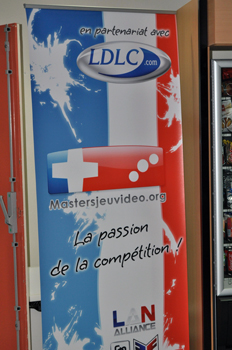 en partenariat avec
LDLC.com
Mastersjeuvideo.org
La passion
de la compétition !
LAN
ALLIANCE